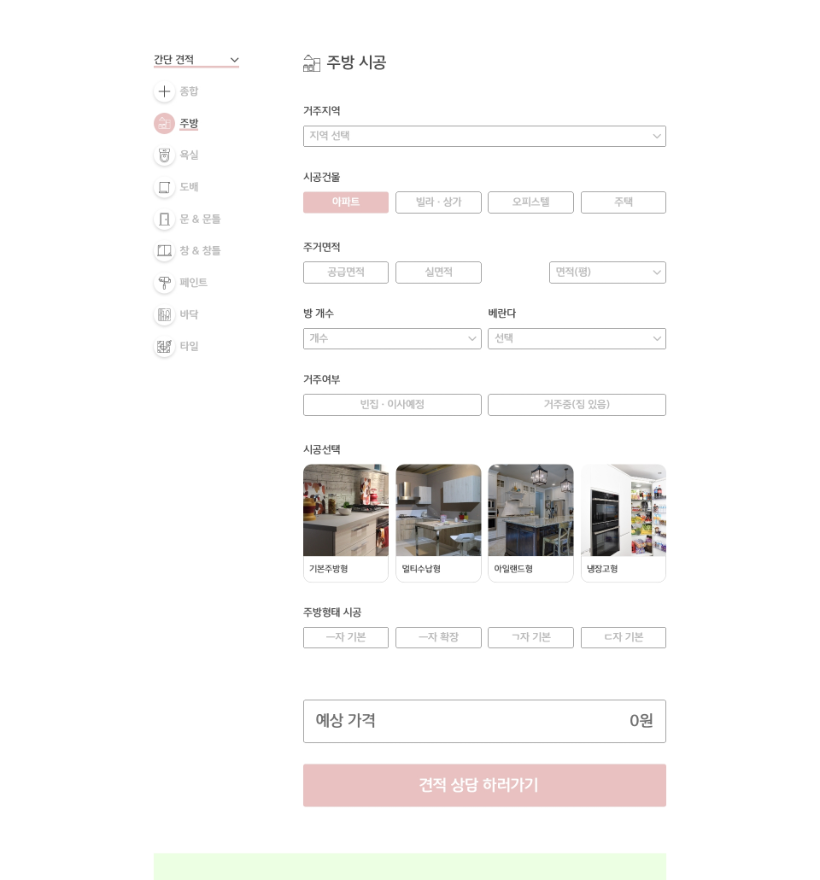 간단 견적
종합
주방
욕실
도배
문 & 문틀
창 & 창틀
페인트
바닥
타일
주방 시공
거주지역
지역 선택
시공건물
아파트
빌라 · 상가
오피스텔
주택
주거면적
공급면적
실면적
면적(평)
방 개수
베란다
개수
선택
거주여부
빈집 · 이사예정
거주중(짐 있음)
시공선택
기본주방형
멀티수납형
아일랜드형
냉장고형
주방형태 시공
ㅡ자 기본
ㅡ자 확장
ㄱ자 기본
ㄷ자 기본
예상 가격
0원
견적 상담 하러가기